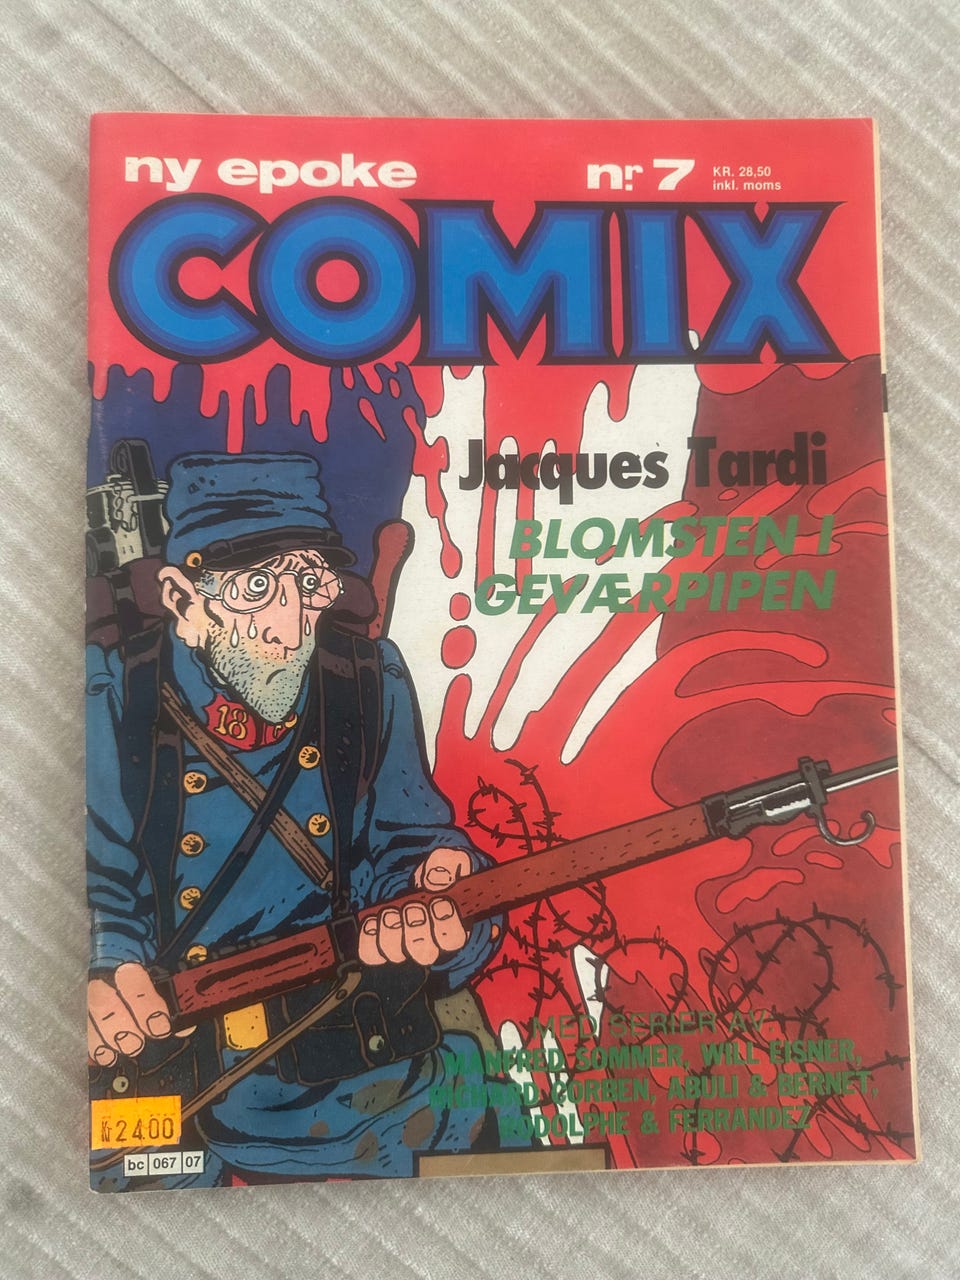 ny epoke nr. 7 KR. 28,50
inkl. moms
COMIX
Jacques Tardi
BLOMSTEN I
GEVÆRPIPEN
18
MED SERIER AV:
MANFRED SOMMER, WILL EISNER,
RICHARD CORBEN, ABULI & BERNET,
RODOLPHE & FERRANDEZ
Kr 24.00
bc 067 07